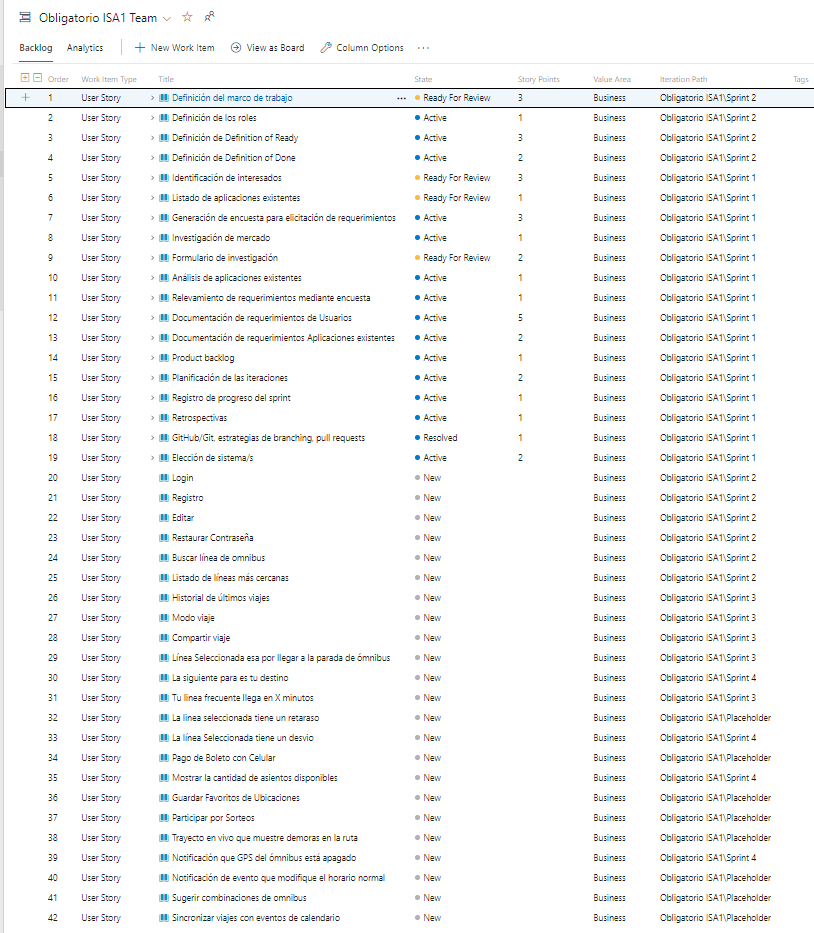 Obligatorio ISA1 Team
Backlog Analytics New Work Item View as Board Column Options ...
Order Work Item Type Title State Story Points Value Area Iteration Path Tags
1 User Story Definición del marco de trabajo ... Ready For Review 3 Business Obligatorio ISA1\Sprint 2
2 User Story Definición de los roles Active 1 Business Obligatorio ISA1\Sprint 2
3 User Story Definición de Definition of Ready Active 3 Business Obligatorio ISA1\Sprint 2
4 User Story Definición de Definition of Done Active 2 Business Obligatorio ISA1\Sprint 2
5 User Story Identificación de interesados Ready For Review 3 Business Obligatorio ISA1\Sprint 1
6 User Story Listado de aplicaciones existentes Ready For Review 1 Business Obligatorio ISA1\Sprint 1
7 User Story Generación de encuesta para elicitación de requerimientos Active 3 Business Obligatorio ISA1\Sprint 1
8 User Story Investigación de mercado Active 1 Business Obligatorio ISA1\Sprint 1
9 User Story Formulario de investigación Ready For Review 2 Business Obligatorio ISA1\Sprint 1
10 User Story Análisis de aplicaciones existentes Active 1 Business Obligatorio ISA1\Sprint 1
11 User Story Relevamiento de requerimientos mediante encuesta Active 1 Business Obligatorio ISA1\Sprint 1
12 User Story Documentación de requerimientos de Usuarios Active 5 Business Obligatorio ISA1\Sprint 1
13 User Story Documentación de requerimientos Aplicaciones existentes Active 2 Business Obligatorio ISA1\Sprint 1
14 User Story Product backlog Active 1 Business Obligatorio ISA1\Sprint 1
15 User Story Planificación de las iteraciones Active 2 Business Obligatorio ISA1\Sprint 1
16 User Story Registro de progreso del sprint Active 1 Business Obligatorio ISA1\Sprint 1
17 User Story Retrospectivas Active 1 Business Obligatorio ISA1\Sprint 1
18 User Story GitHub/Git, estrategias de branching, pull requests Resolved 1 Business Obligatorio ISA1\Sprint 1
19 User Story Elección de sistema/s Active 2 Business Obligatorio ISA1\Sprint 1
20 User Story Login New Business Obligatorio ISA1\Sprint 2
21 User Story Registro New Business Obligatorio ISA1\Sprint 2
22 User Story Editar New Business Obligatorio ISA1\Sprint 2
23 User Story Restaurar Contraseña New Business Obligatorio ISA1\Sprint 2
24 User Story Buscar línea de omnibus New Business Obligatorio ISA1\Sprint 2
25 User Story Listado de líneas más cercanas New Business Obligatorio ISA1\Sprint 2
26 User Story Historial de últimos viajes New Business Obligatorio ISA1\Sprint 3
27 User Story Modo viaje New Business Obligatorio ISA1\Sprint 3
28 User Story Compartir viaje New Business Obligatorio ISA1\Sprint 3
29 User Story Línea Seleccionada esa por llegar a la parada de ómnibus New Business Obligatorio ISA1\Sprint 3
30 User Story La siguiente para es tu destino New Business Obligatorio ISA1\Sprint 4
31 User Story Tu linea frecuente llega en X minutos New Business Obligatorio ISA1\Sprint 3
32 User Story La linea seleccionada tiene un retaraso New Business Obligatorio ISA1\Placeholder
33 User Story La línea Seleccionada tiene un desvio New Business Obligatorio ISA1\Sprint 4
34 User Story Pago de Boleto con Celular New Business Obligatorio ISA1\Placeholder
35 User Story Mostrar la cantidad de asientos disponibles New Business Obligatorio ISA1\Sprint 4
36 User Story Guardar Favoritos de Ubicaciones New Business Obligatorio ISA1\Placeholder
37 User Story Participar por Sorteos New Business Obligatorio ISA1\Placeholder
38 User Story Trayecto en vivo que muestre demoras en la ruta New Business Obligatorio ISA1\Placeholder
39 User Story Notificación que GPS del ómnibus está apagado New Business Obligatorio ISA1\Sprint 4
40 User Story Notificación de evento que modifique el horario normal New Business Obligatorio ISA1\Placeholder
41 User Story Sugerir combinaciones de omnibus New Business Obligatorio ISA1\Placeholder
42 User Story Sincronizar viajes con eventos de calendario New Business Obligatorio ISA1\Placeholder